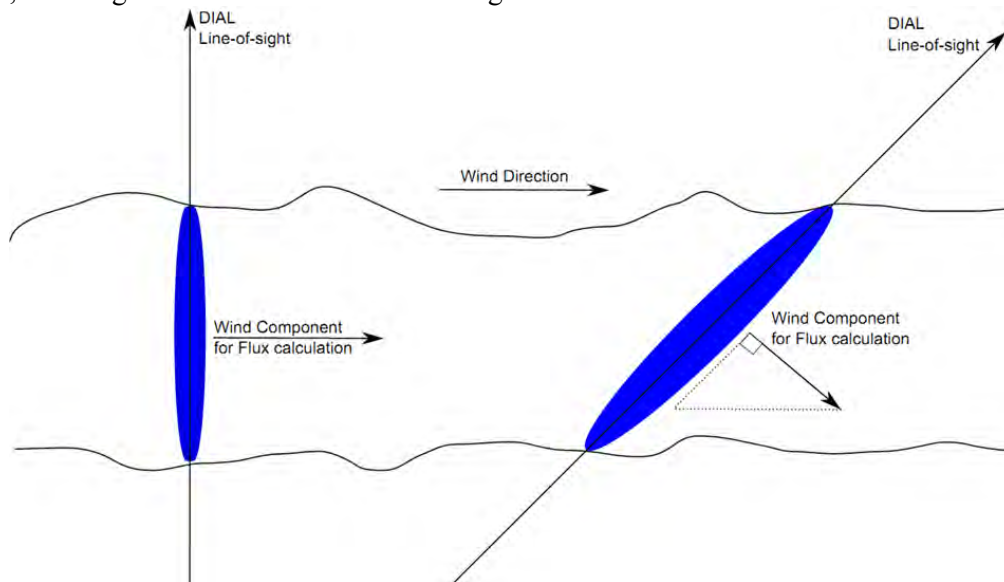 DIAL
Line-of-sight
DIAL
Line-of-sight
Wind Direction
Wind Component
for Flux calculation
Wind Component
for Flux calculation